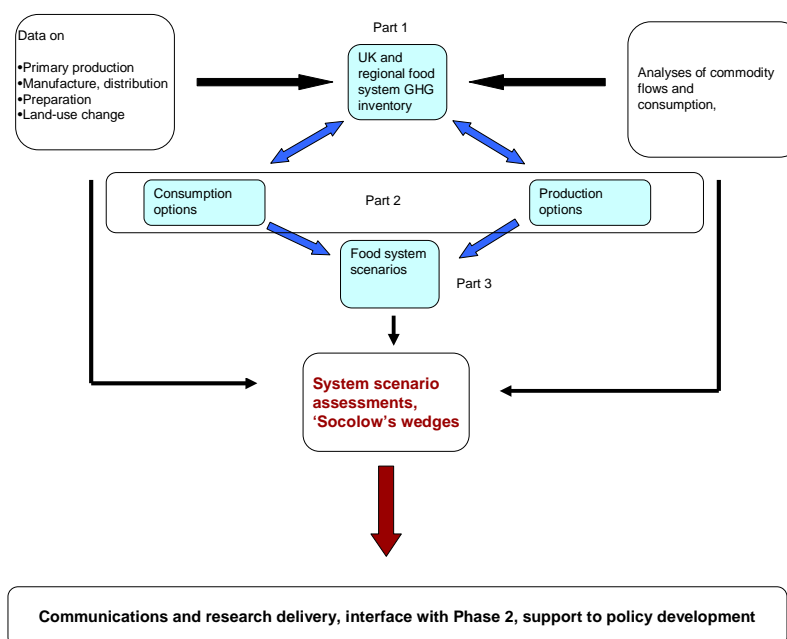 Data on
•Primary production
•Manufacture, distribution
•Preparation
•Land-use change
Part 1
UK and
regional food
system GHG
inventory
Analyses of commodity
flows and
consumption,
Consumption
options
Part 2
Production
options
Food system
scenarios
Part 3
System scenario
assessments,
‘Socolow’s wedges
Communications and research delivery, interface with Phase 2, support to policy development